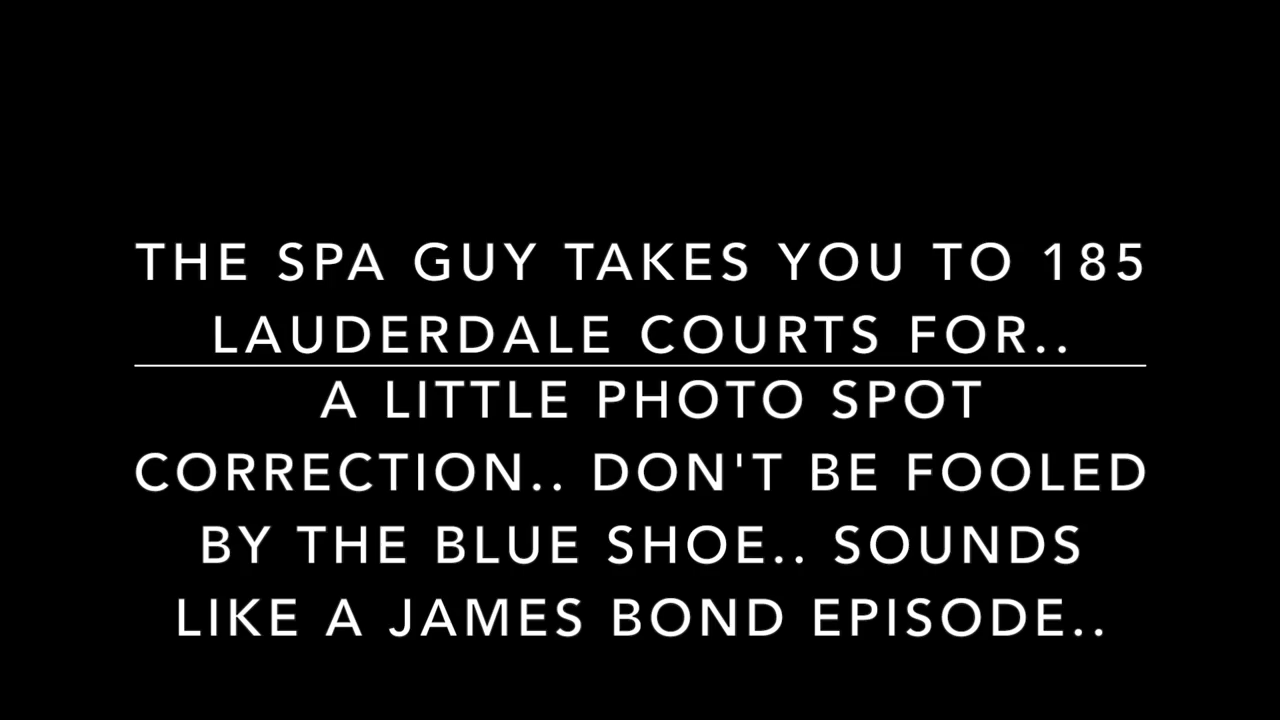 THE SPA GUY TAKES YOU TO 185
LAUDERDALE COURTS FOR..
A LITTLE PHOTO SPOT
CORRECTION.. DON'T BE FOOLED
BY THE BLUE SHOE.. SOUNDS
LIKE A JAMES BOND EPISODE..